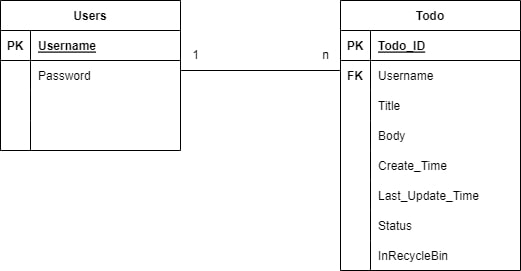 Users
PK Username
Password
1 n
Todo
PK Todo_ID
FK Username
Title
Body
Create_Time
Last_Update_Time
Status
InRecycleBin